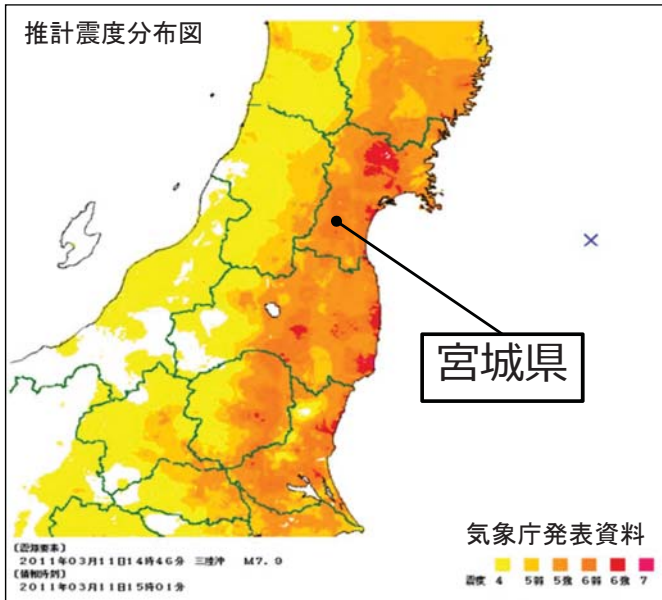 推計震度分布図
宮城県
気象庁発表資料
震度 4 5弱 5強 6弱 6強 7
[震源要素]
2011年03月11日14時46分 三陸沖 M7.9
[情報時刻]
2011年03月11日15時01分